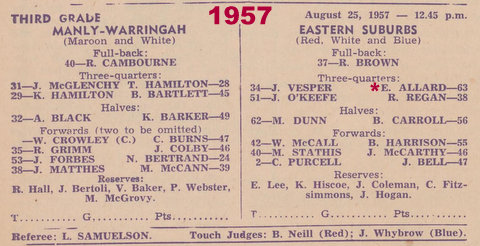 1957
THIRD GRADE
MANLY-WARRINGAH
(Maroon and White)
Full-back:
40—R. CAMBOURNE
Three-quarters:
31—J. McGLENCHY T. HAMILTON—28
29—K. HAMILTON B. BARTLETT—45
Halves:
32—A. BLACK K. BARKER—49
Forwards (two to be omitted)
—W. CROWLEY (C.) C. BURNS—47
35—R. GRIMM J. COLBY—46
53—J. FORBES N. BERTRAND—24
38—J. MATTHES M. McCANN—39
Reserves:
R. Hall, J. Bertoli, V. Baker, P. Webster,
M. McGrovy.
T.......... G.......... Pts..........
August 25, 1957 — 12.45 p.m.
EASTERN SUBURBS
(Red, White and Blue)
Full-back:
37—R. BROWN
Three-quarters:
34—J. VESPER *E. ALLARD—63
51—J. O'KEEFE R. REGAN—38
Halves:
62—M. DUNN B. CARROLL—56
Forwards:
42—W. McCALL B. HARRISON—55
40—M. STATHIS J. McCARTHY—46
2—C. PURCELL J. BELL—47
Reserves:
E. Lee, K. Hiscoe, J. Coleman, C. Fitz-
simmons, J. Hogan.
T.......... G.......... Pts..........
Referee: L. SAMUELSON. Touch Judges: B. Neill (Red); J. Whybrow (Blue).